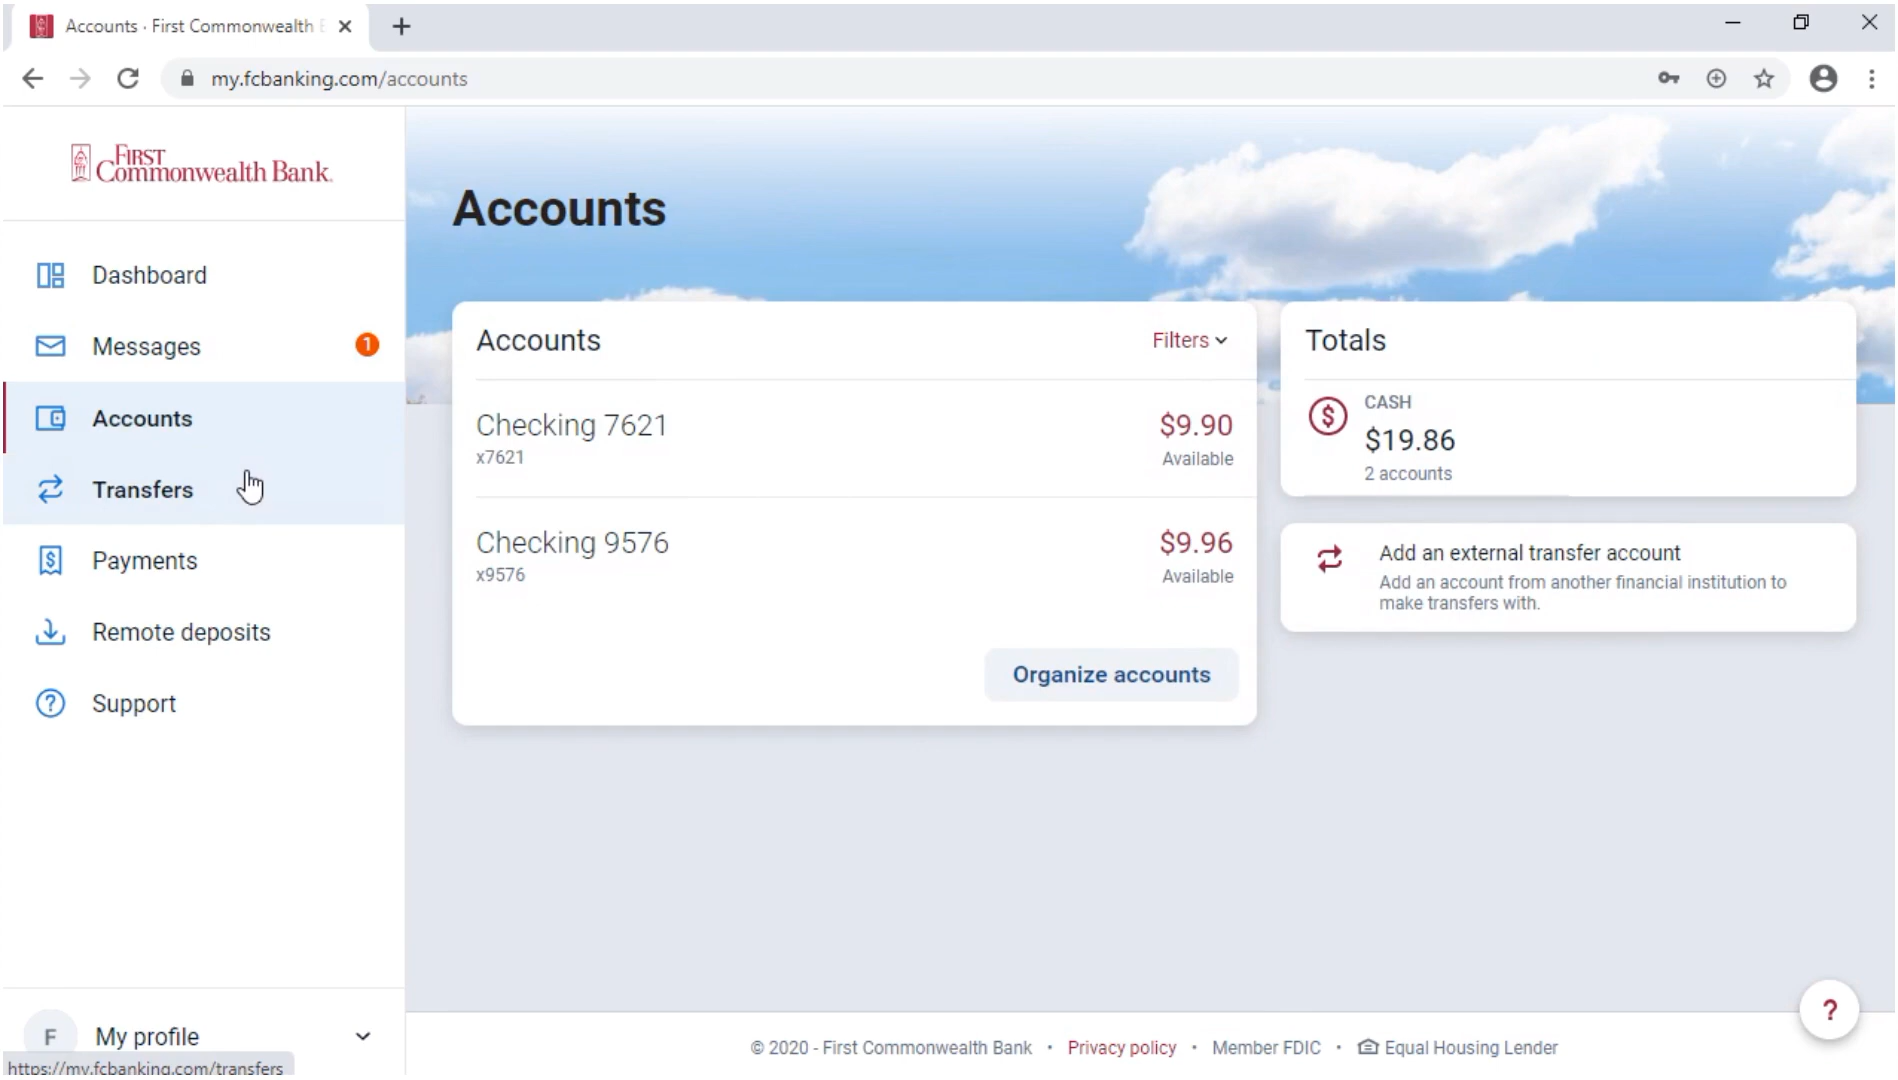 Accounts · First Commonwealth
my.fcbanking.com/accounts
FIRST
Commonwealth Bank.
Dashboard
Messages 1
Accounts
Transfers
Payments
Remote deposits
Support
F My profile
https://my.fcbanking.com/transfers
Accounts
Accounts Filters
Checking 7621 $9.90
x7621 Available
Checking 9576 $9.96
x9576 Available
Organize accounts
Totals
$ CASH
$19.86
2 accounts
Add an external transfer account
Add an account from another financial institution to
make transfers with.
?
© 2020 - First Commonwealth Bank • Privacy policy • Member FDIC • Equal Housing Lender